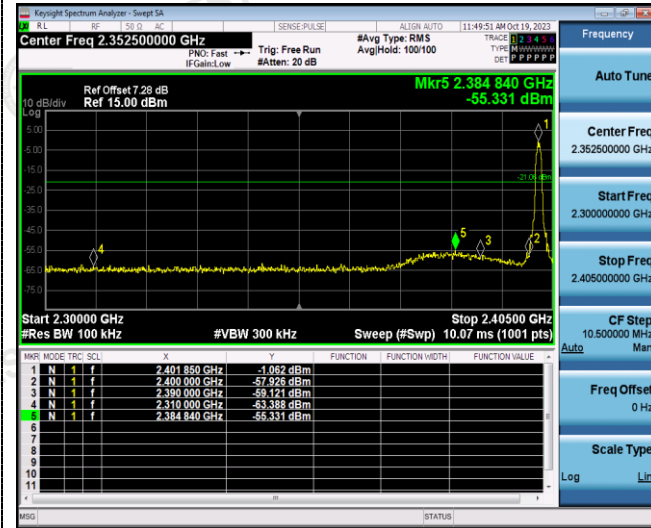 Keysight Spectrum Analyzer - Swept SA
RL RF 50 Ω AC SENSE:PULSE ALIGN AUTO 11:49:51 AM Oct 19, 2023
Center Freq 2.352500000 GHz
PNO: Fast
IFGain:Low
Trig: Free Run
#Atten: 20 dB
#Avg Type: RMS
Avg|Hold: 100/100
TRACE 1 2 3 4 5 6
TYPE M W W W W W
DET P P P P P P
Frequency
Mkr5 2.384 840 GHz
-55.331 dBm
Ref Offset 7.28 dB
10 dB/div Ref 15.00 dBm
Log
5.00
-5.00
-15.0
-25.0
-35.0
-45.0
-55.0
-65.0
-75.0
1
-21.06 dBm
5
3
2
4
Start 2.30000 GHz Stop 2.40500 GHz
#Res BW 100 kHz #VBW 300 kHz Sweep (#Swp) 10.07 ms (1001 pts)
MKR MODE TRC SCL X Y FUNCTION FUNCTION WIDTH FUNCTION VALUE
1 N 1 f 2.401 850 GHz -1.062 dBm
2 N 1 f 2.400 000 GHz -57.926 dBm
3 N 1 f 2.390 000 GHz -59.121 dBm
4 N 1 f 2.310 000 GHz -63.388 dBm
5 N 1 f 2.384 840 GHz -55.331 dBm
6
7
8
9
10
11
MSG STATUS
Auto Tune
Center Freq
2.352500000 GHz
Start Freq
2.300000000 GHz
Stop Freq
2.405000000 GHz
CF Step
10.500000 MHz
Auto Man
Freq Offset
0 Hz
Scale Type
Log Lin